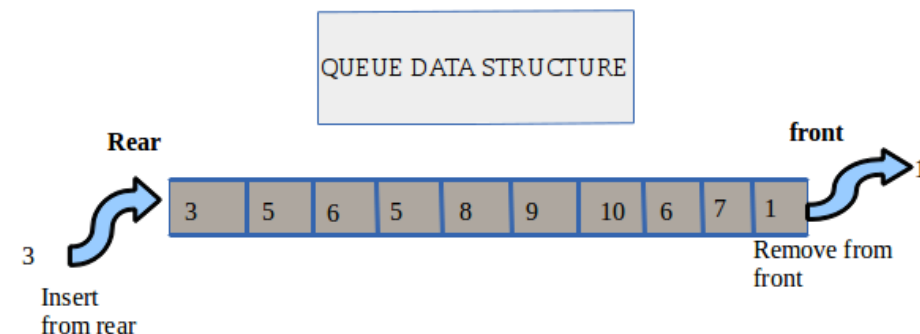 QUEUE DATA STRUCTURE
Rear
front
3 5 6 5 8 9 10 6 7 1
1
3
Insert
from rear
Remove from
front